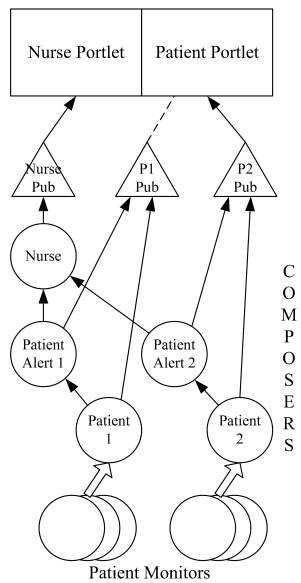 Nurse Portlet
Patient Portlet
Nurse
Pub
P1
Pub
P2
Pub
Nurse
Patient
Alert 1
Patient
Alert 2
Patient
1
Patient
2
C
O
M
P
O
S
E
R
S
Patient Monitors